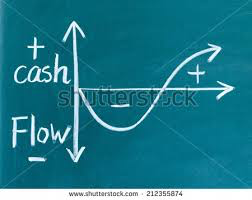 +
cash
Flow
-
+
-
shutterstock
www.shutterstock.com · 212355874